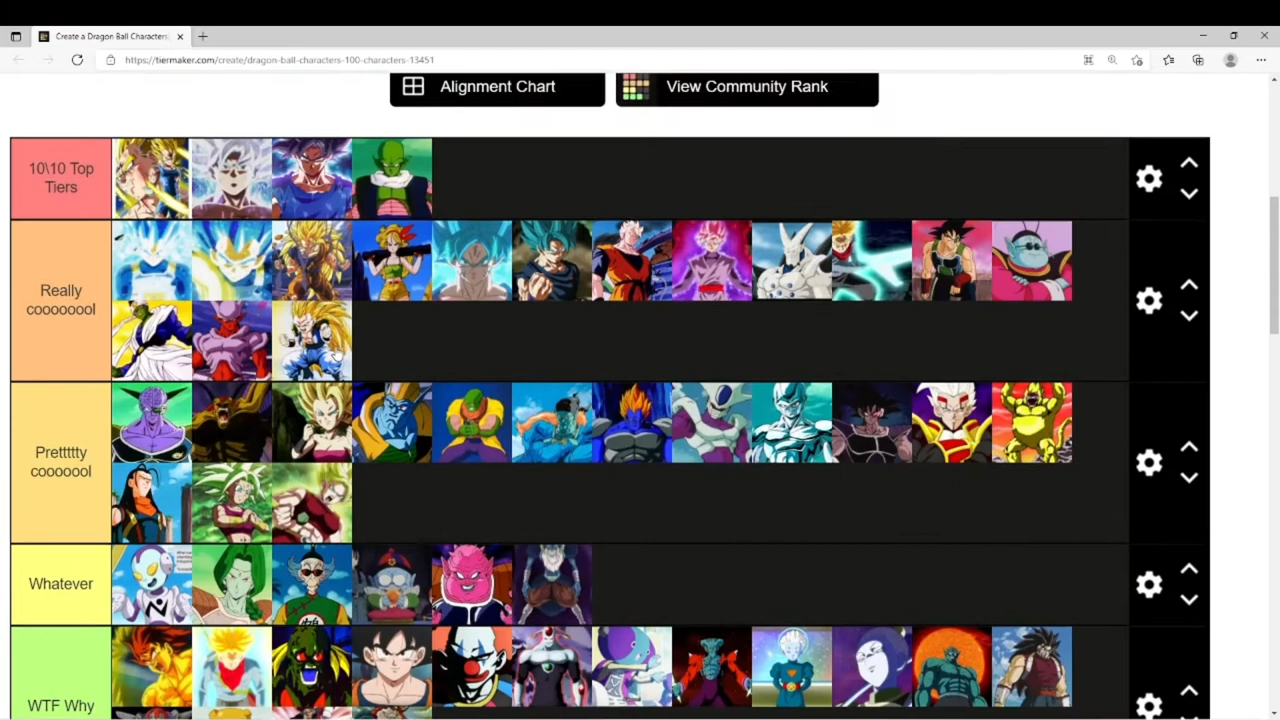 Create a Dragon Ball Characters
https://tiermaker.com/create/dragon-ball-characters-100-characters-13451
Alignment Chart
View Community Rank
10\10 Top
Tiers
Really
cooooooool
Prettttty
cooooool
Whatever
WTF Why